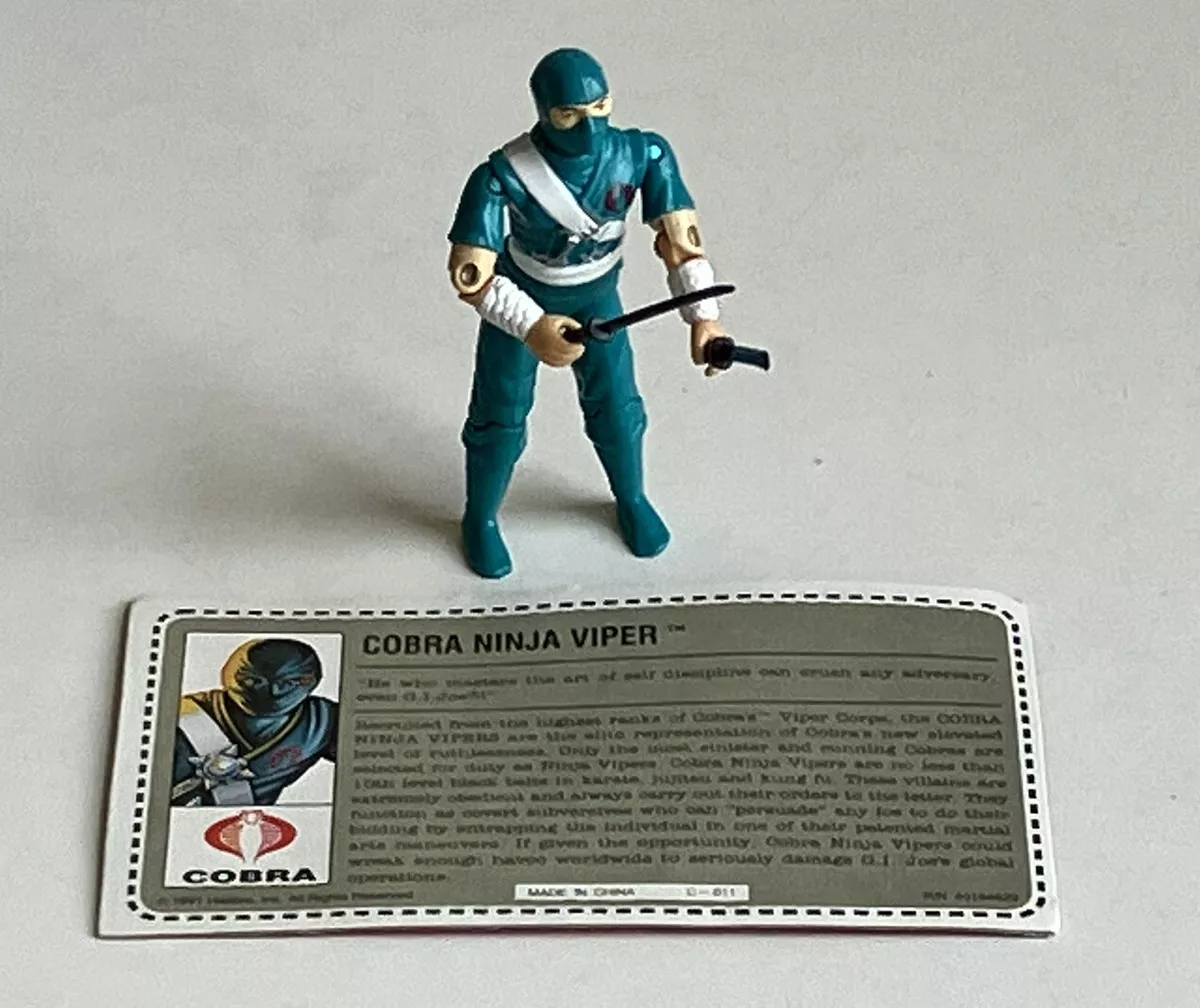 COBRA NINJA VIPER ™
"He who masters the art of self discipline can crush any adversary,
even G.I. Joe®!"
Recruited from the highest ranks of Cobra's™ Viper Corps, the COBRA
NINJA VIPERS are the elite representation of Cobra's new elevated
level of ruthlessness. Only the most sinister and cunning Cobras are
selected for duty as Ninja Vipers. Cobra Ninja Vipers are no less than
10th level black belts in karate, jujitsu and kung fu. These villains are
extremely obedient and always carry out their orders to the letter. They
function as covert subversives who can "persuade" any foe to do their
bidding by entrapping the individual in one of their patented martial
arts maneuvers. If given the opportunity, Cobra Ninja Vipers could
wreak enough havoc worldwide to seriously damage G.I. Joe's global
operations.
COBRA
Hasbro, Inc. All Rights Reserved
MADE IN CHINA
P/N